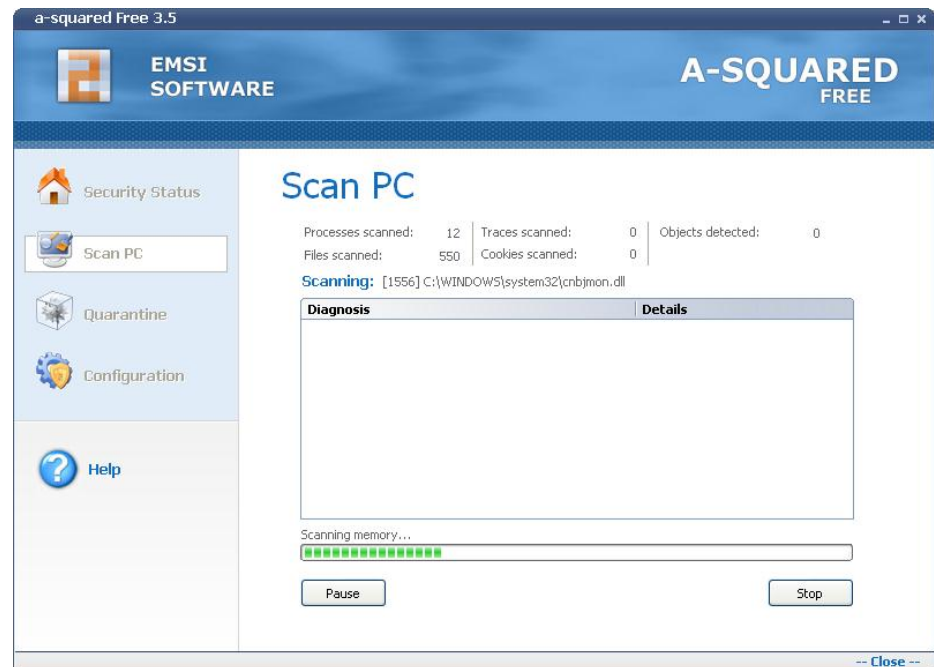 a-squared Free 3.5
EMSI
SOFTWARE
A-SQUARED
FREE
Security Status
Scan PC
Quarantine
Configuration
Help
Scan PC
Processes scanned: 12 Traces scanned: 0 Objects detected: 0
Files scanned: 550 Cookies scanned: 0
Scanning: [1556] C:\WINDOWS\system32\cnbjmon.dll
Diagnosis Details
Scanning memory...
Pause Stop
-- Close --